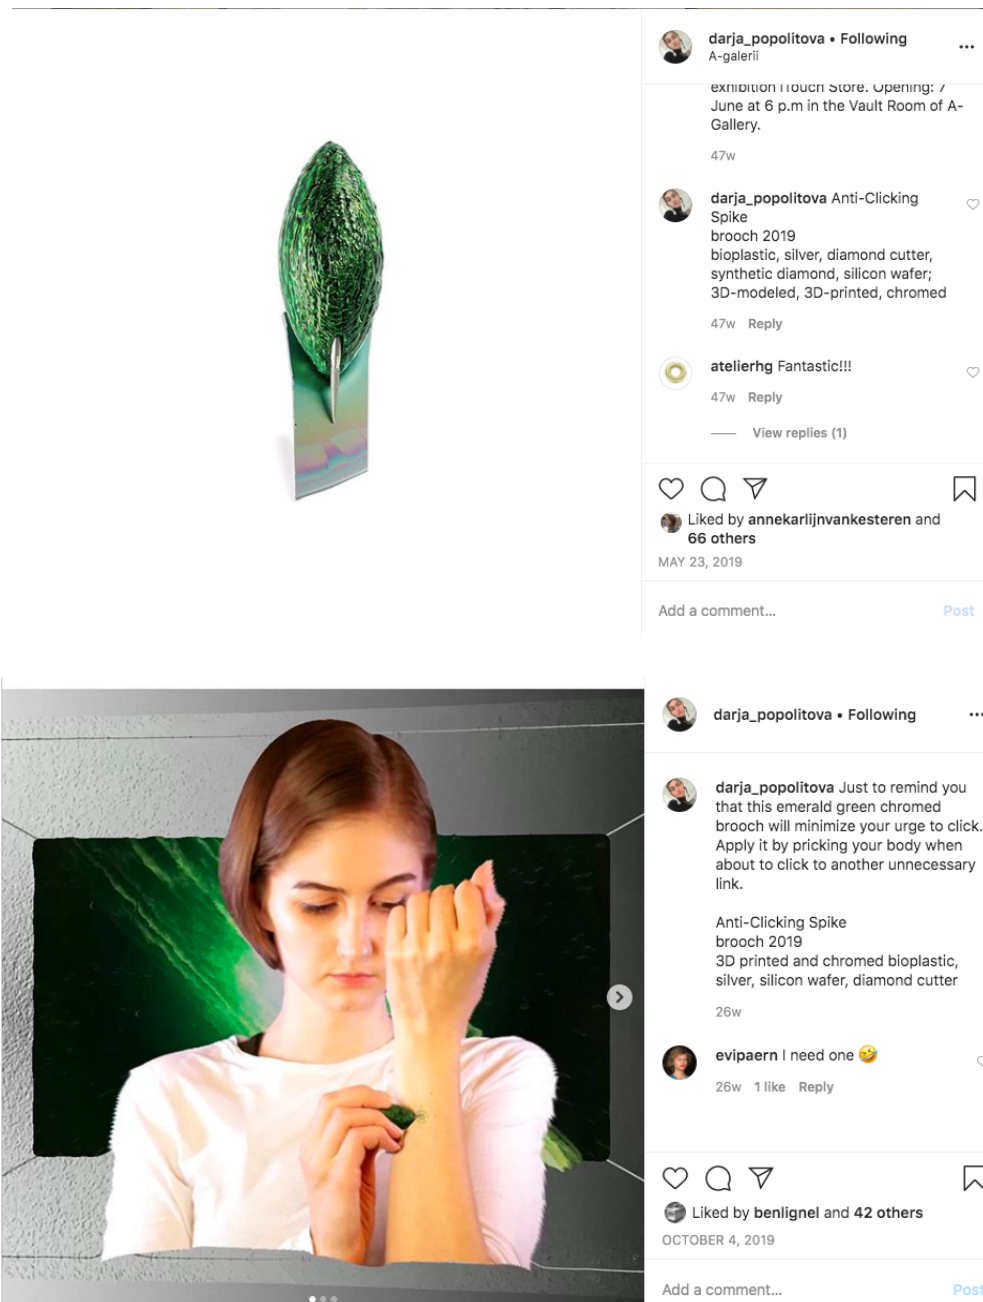 darja_popolitova • Following
A-galerii
exhibition iTouch Store. Opening: 7
June at 6 p.m in the Vault Room of A-
Gallery.
47w
darja_popolitova Anti-Clicking
Spike
brooch 2019
bioplastic, silver, diamond cutter,
synthetic diamond, silicon wafer;
3D-modeled, 3D-printed, chromed
47w Reply
atelierhg Fantastic!!!
47w Reply
View replies (1)
Liked by annekarlijnvankesteren and
66 others
MAY 23, 2019
Add a comment... Post
darja_popolitova • Following
darja_popolitova Just to remind you
that this emerald green chromed
brooch will minimize your urge to click.
Apply it by pricking your body when
about to click to another unnecessary
link.
Anti-Clicking Spike
brooch 2019
3D printed and chromed bioplastic,
silver, silicon wafer, diamond cutter
26w
evipaern I need one 🤣
26w 1 like Reply
Liked by benlignel and 42 others
OCTOBER 4, 2019
Add a comment... Post